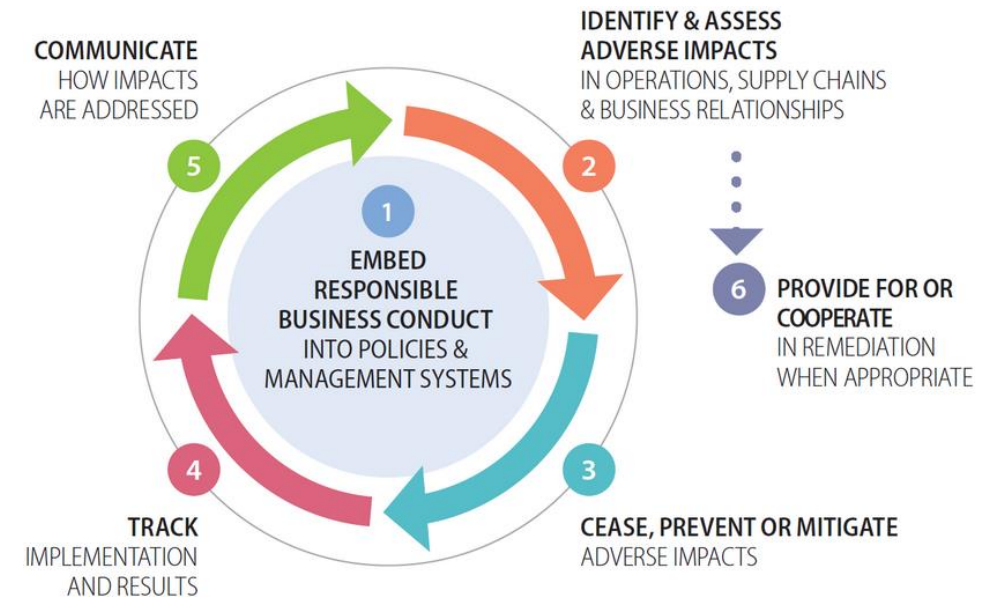 1
EMBED
RESPONSIBLE
BUSINESS CONDUCT
INTO POLICIES &
MANAGEMENT SYSTEMS
IDENTIFY & ASSESS
ADVERSE IMPACTS
IN OPERATIONS, SUPPLY CHAINS
& BUSINESS RELATIONSHIPS
2
3
CEASE, PREVENT OR MITIGATE
ADVERSE IMPACTS
4
TRACK
IMPLEMENTATION
AND RESULTS
COMMUNICATE
HOW IMPACTS
ARE ADDRESSED
5
6
PROVIDE FOR OR
COOPERATE
IN REMEDIATION
WHEN APPROPRIATE